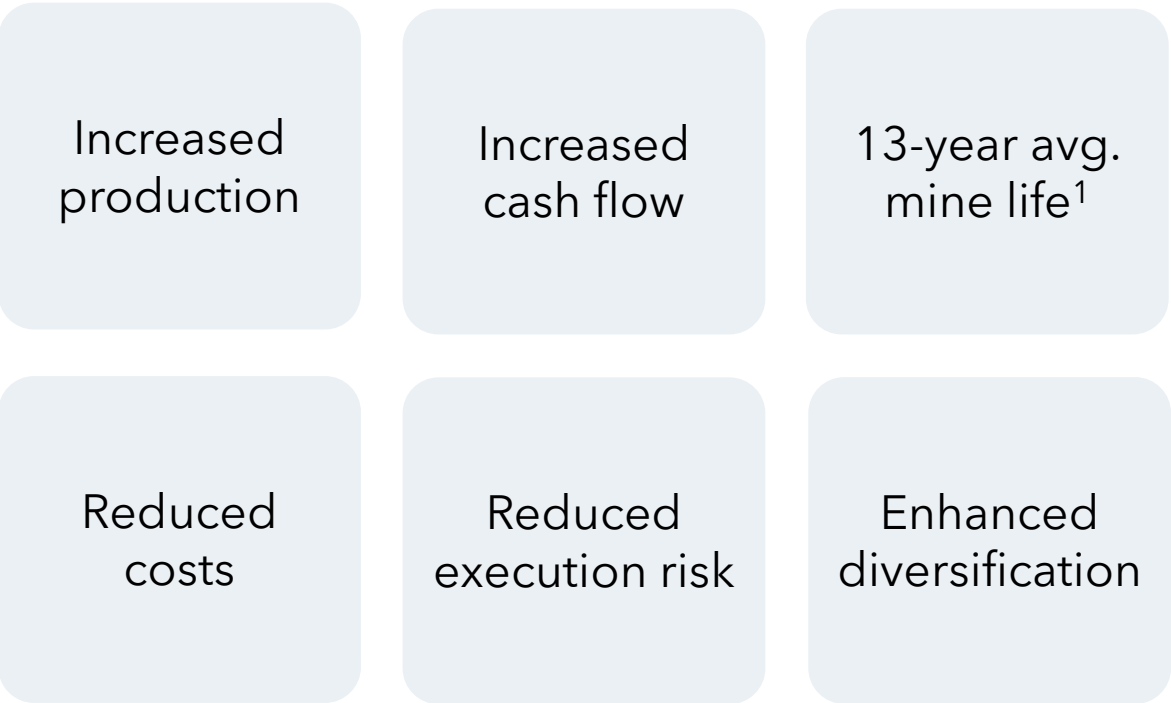 Increased
production
Increased
cash flow
13-year avg.
mine life¹
Reduced
costs
Reduced
execution risk
Enhanced
diversification